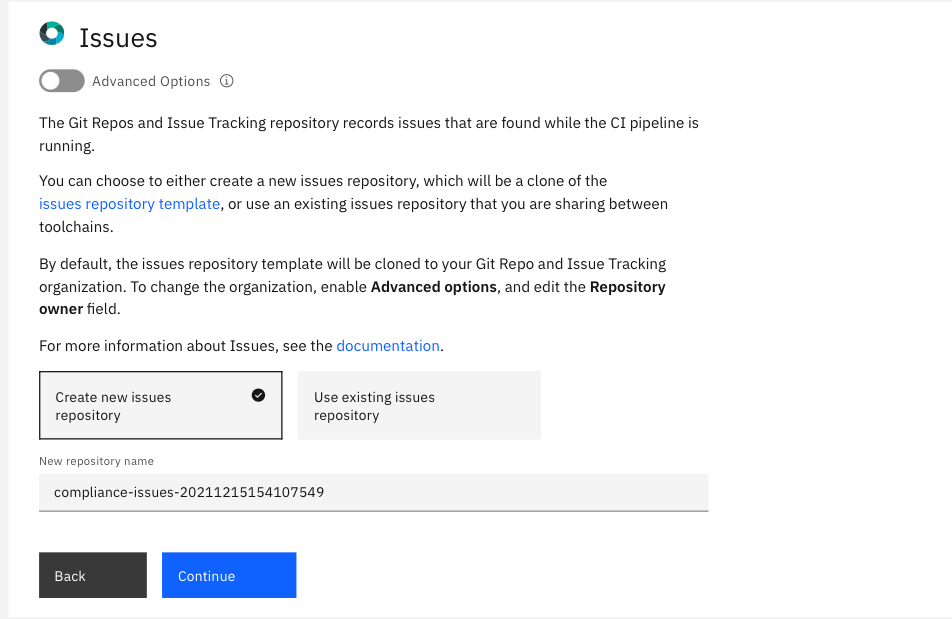 Issues
Advanced Options
The Git Repos and Issue Tracking repository records issues that are found while the CI pipeline is
running.
You can choose to either create a new issues repository, which will be a clone of the
issues repository template, or use an existing issues repository that you are sharing between
toolchains.
By default, the issues repository template will be cloned to your Git Repo and Issue Tracking
organization. To change the organization, enable Advanced options, and edit the Repository
owner field.
For more information about Issues, see the documentation.
Create new issues
repository
Use existing issues
repository
New repository name
compliance-issues-20211215154107549
Back
Continue